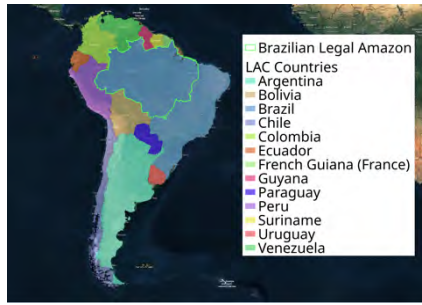 Brazilian Legal Amazon
LAC Countries
Argentina
Bolivia
Brazil
Chile
Colombia
Ecuador
French Guiana (France)
Guyana
Paraguay
Peru
Suriname
Uruguay
Venezuela